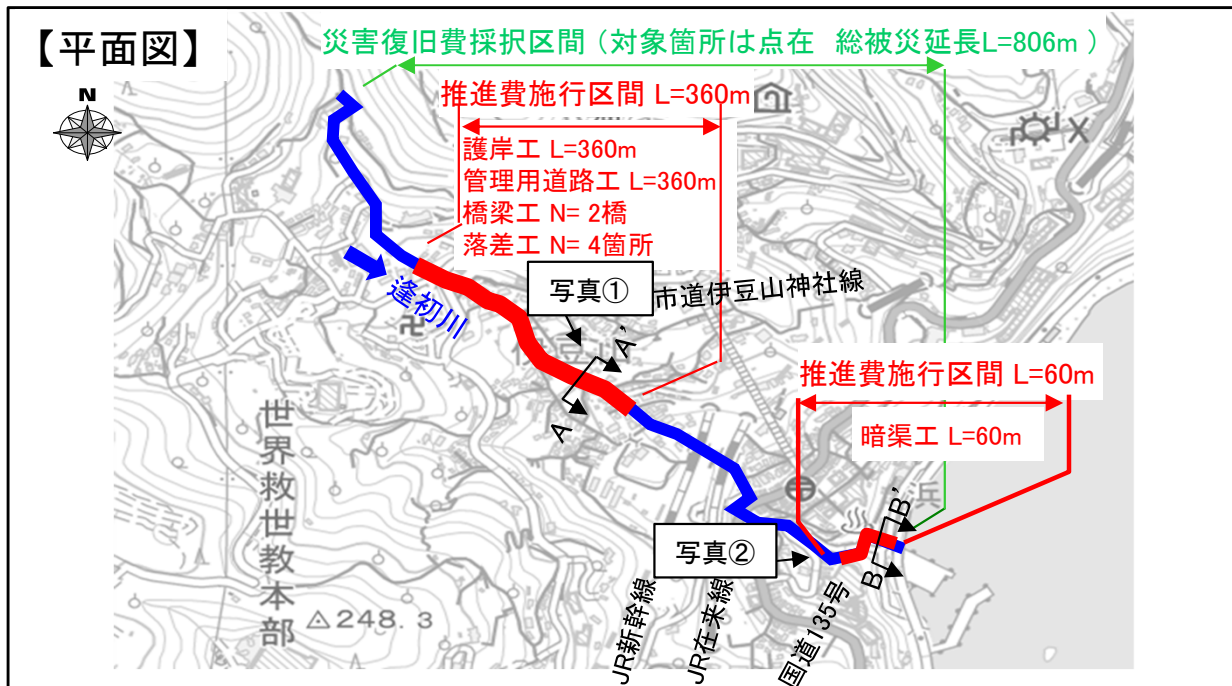 【平面図】
災害復旧費採択区間（対象箇所は点在　総被災延長L=806m ）
N
推進費施行区間 L=360m
護岸工 L=360m
管理用道路工 L=360m
橋梁工 N= 2橋
落差工 N= 4箇所
写真①
市道伊豆山神社線
逢初川
A'
A
推進費施行区間 L=60m
暗渠工 L=60m
世界救世教本部
浜
B'
B
写真②
248.3
JR新幹線
JR在来線
国道135号